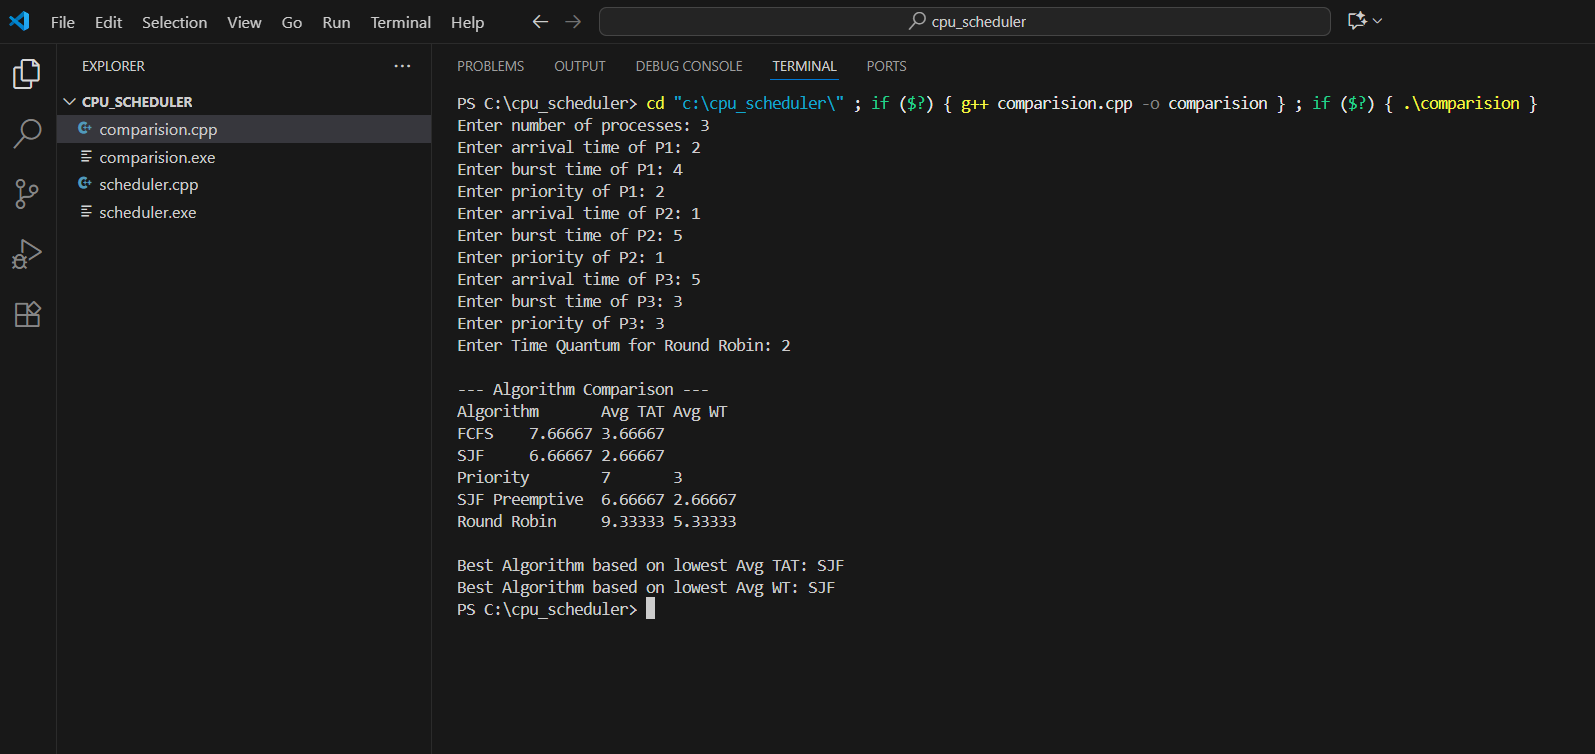 File Edit Selection View Go Run Terminal Help
cpu_scheduler
EXPLORER
CPU_SCHEDULER
comparision.cpp
comparision.exe
scheduler.cpp
scheduler.exe
PROBLEMS OUTPUT DEBUG CONSOLE TERMINAL PORTS
PS C:\cpu_scheduler> cd "c:\cpu_scheduler\" ; if ($?) { g++ comparision.cpp -o comparision } ; if ($?) { .\comparision }
Enter number of processes: 3
Enter arrival time of P1: 2
Enter burst time of P1: 4
Enter priority of P1: 2
Enter arrival time of P2: 1
Enter burst time of P2: 5
Enter priority of P2: 1
Enter arrival time of P3: 5
Enter burst time of P3: 3
Enter priority of P3: 3
Enter Time Quantum for Round Robin: 2
--- Algorithm Comparison ---
Algorithm       Avg TAT Avg WT
FCFS    7.66667 3.66667
SJF     6.66667 2.66667
Priority        7       3
SJF Preemptive  6.66667 2.66667
Round Robin     9.33333 5.33333
Best Algorithm based on lowest Avg TAT: SJF
Best Algorithm based on lowest Avg WT: SJF
PS C:\cpu_scheduler>